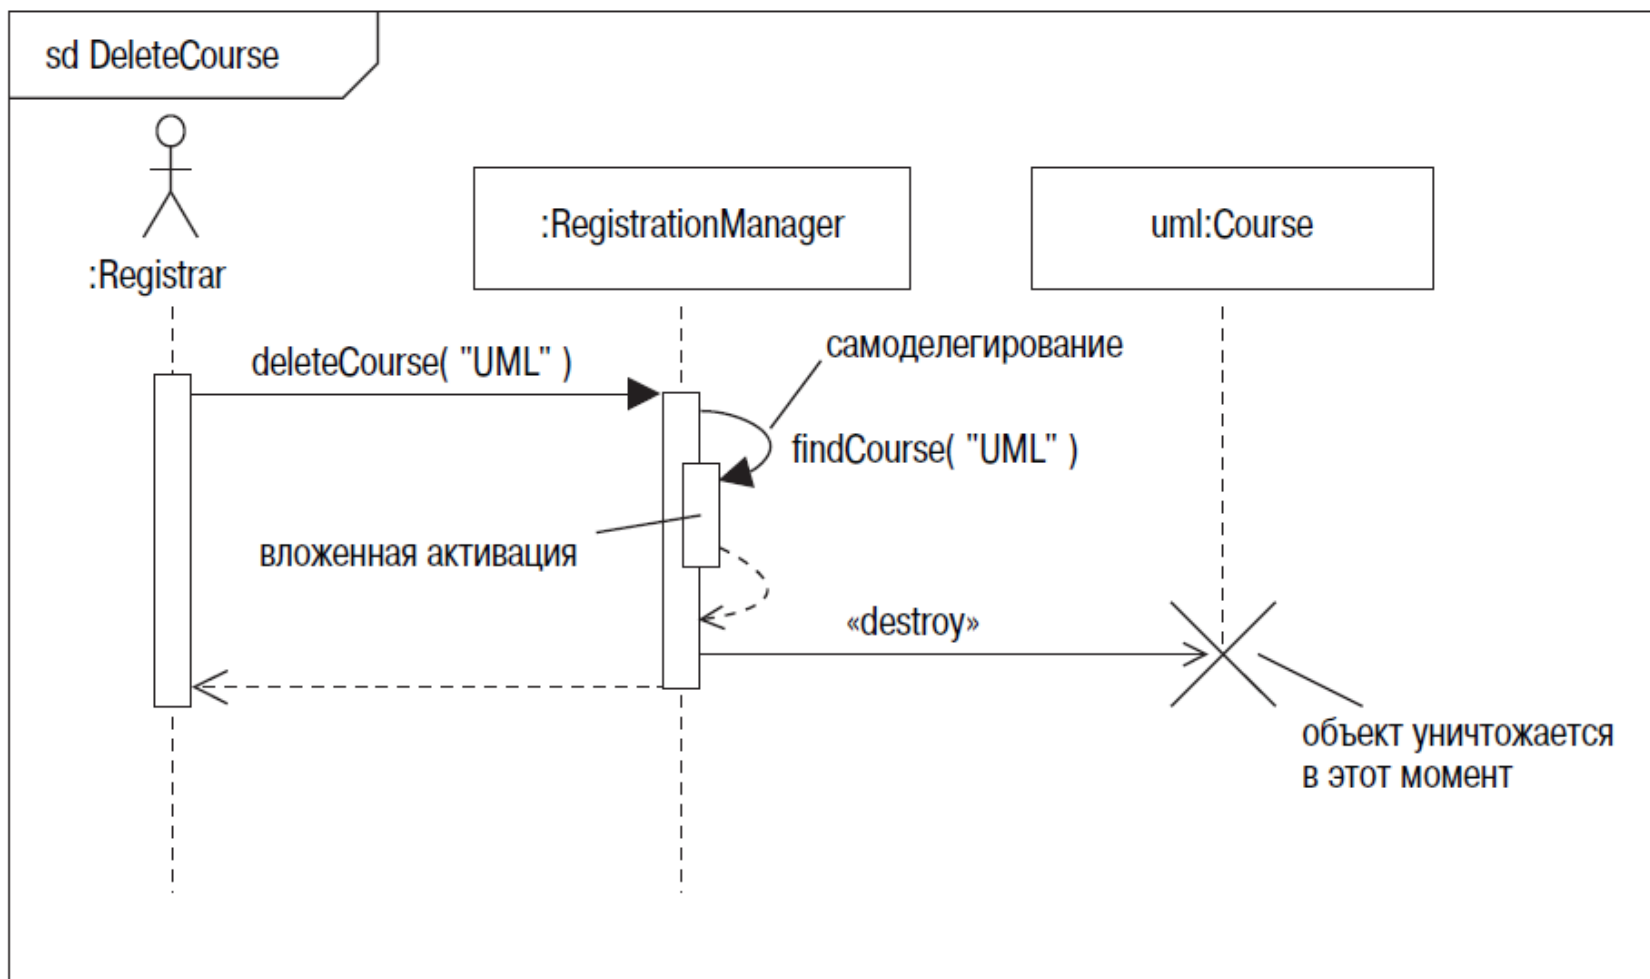 sd DeleteCourse
:RegistrationManager
uml:Course
:Registrar
самоделегирование
deleteCourse( "UML" )
findCourse( "UML" )
вложенная активация
«destroy»
объект уничтожается
в этот момент